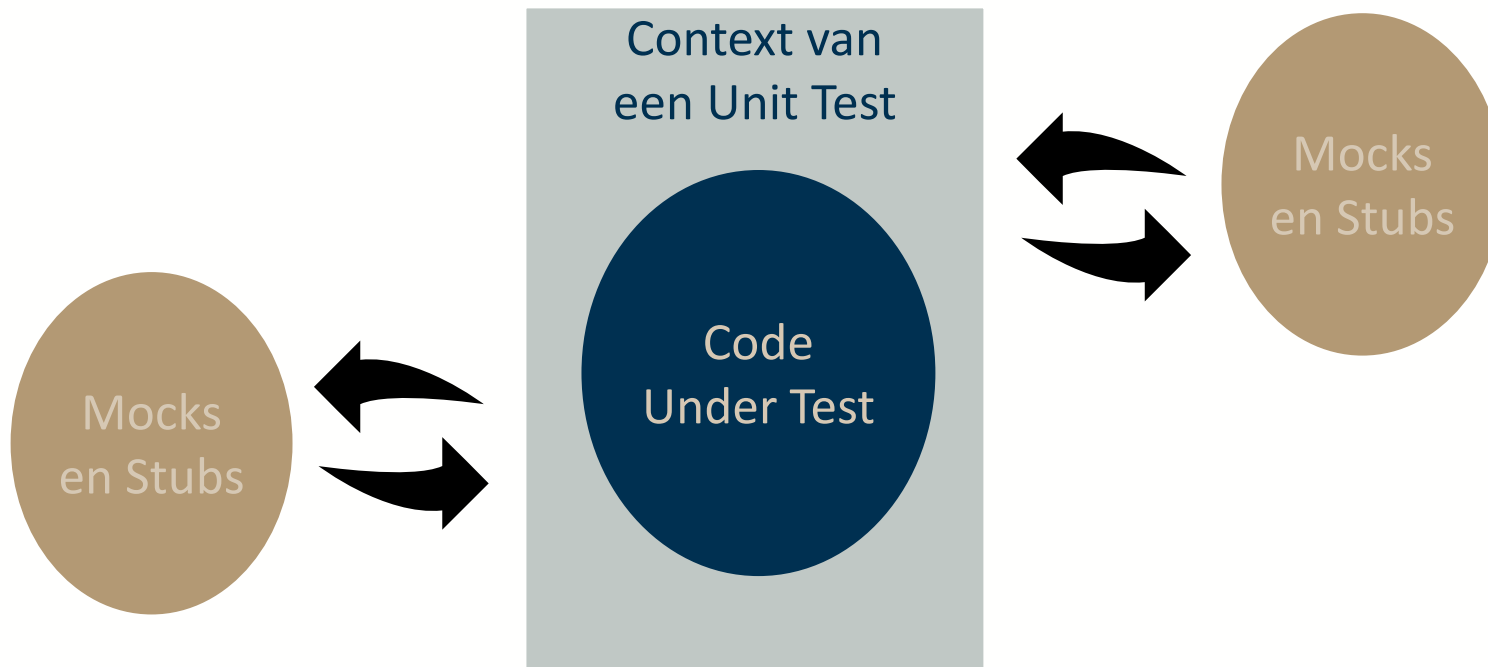 Context van
een Unit Test
Mocks
en Stubs
Code
Under Test
Mocks
en Stubs